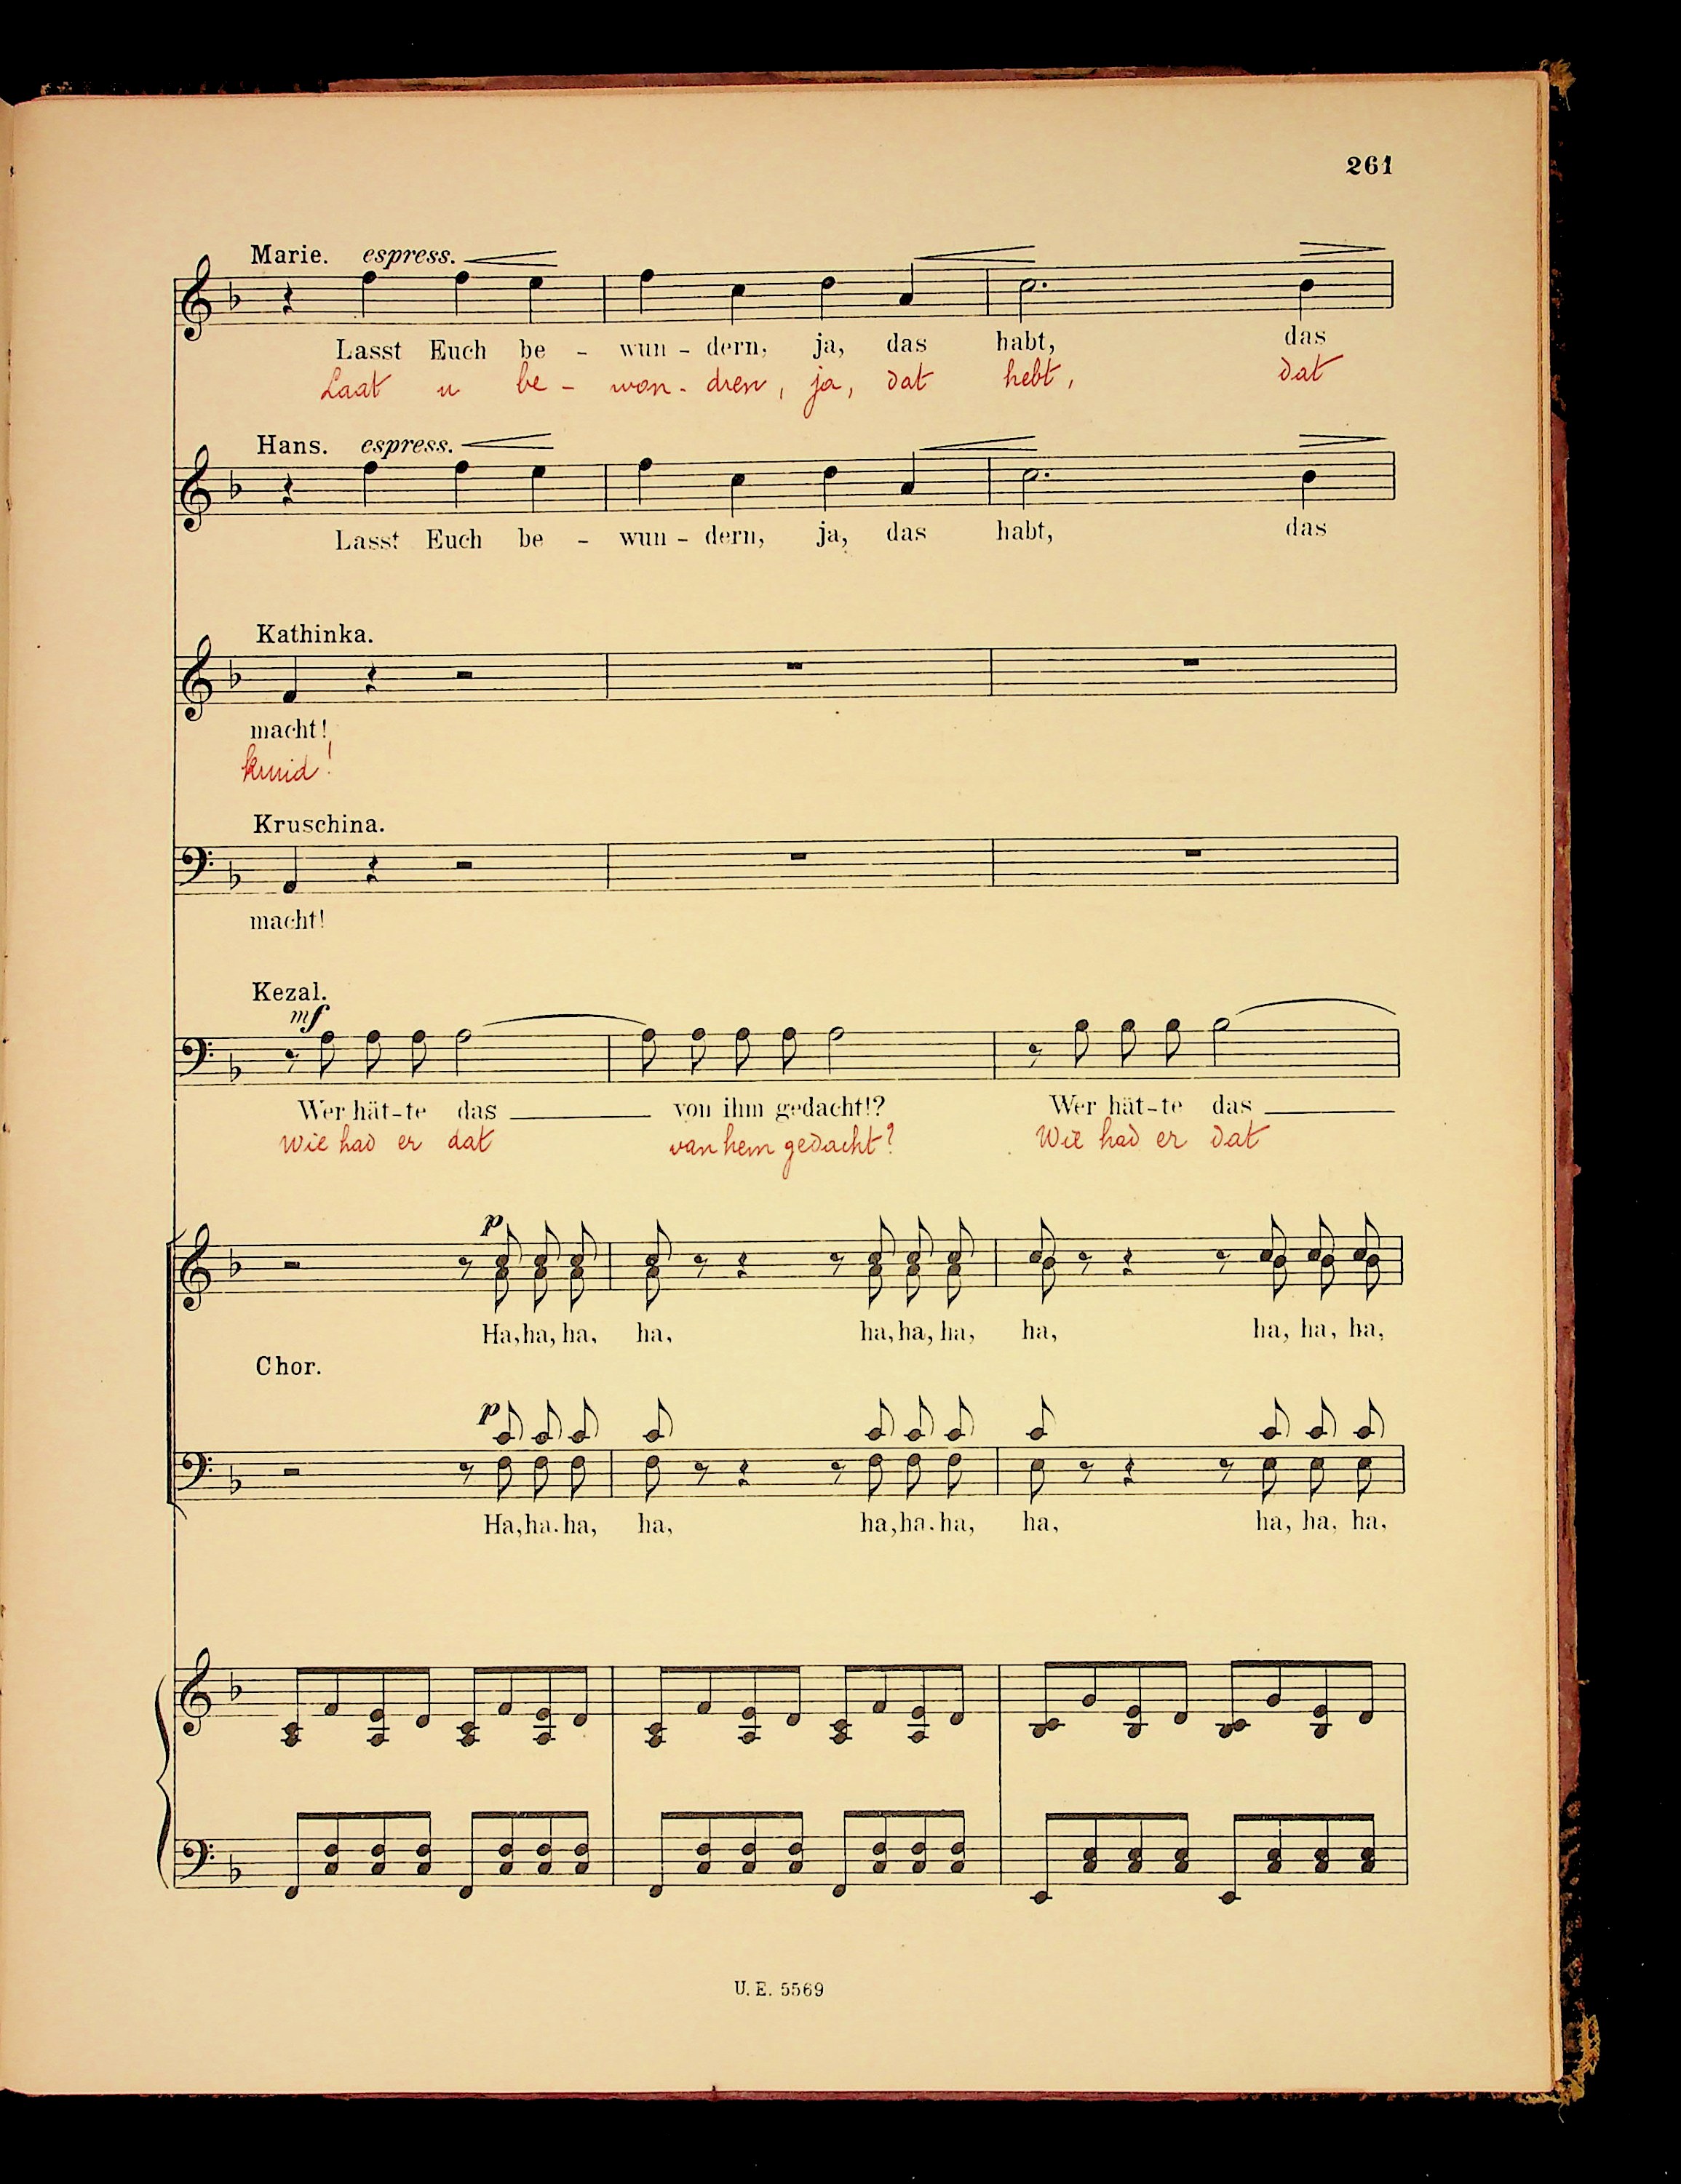 261
Marie. espress.
Lasst Euch be - wun - dern, ja, das habt, das
Laat u be - won - dren, ja, dat hebt, dat
Hans. espress.
Lasst Euch be - wun - dern, ja, das habt, das
Kathinka.
macht!
Kruschina.
macht!
Kezal.
mf
Wer hät-te das von ihm gedacht!? Wer hät-te das
Wie had er dat van hem gedacht? Wie had er dat
p
Ha, ha, ha, ha, ha, ha, ha, ha, ha, ha, ha,
Chor.
p
Ha, ha. ha, ha, ha, ha. ha, ha, ha, ha, ha,
U. E. 5569